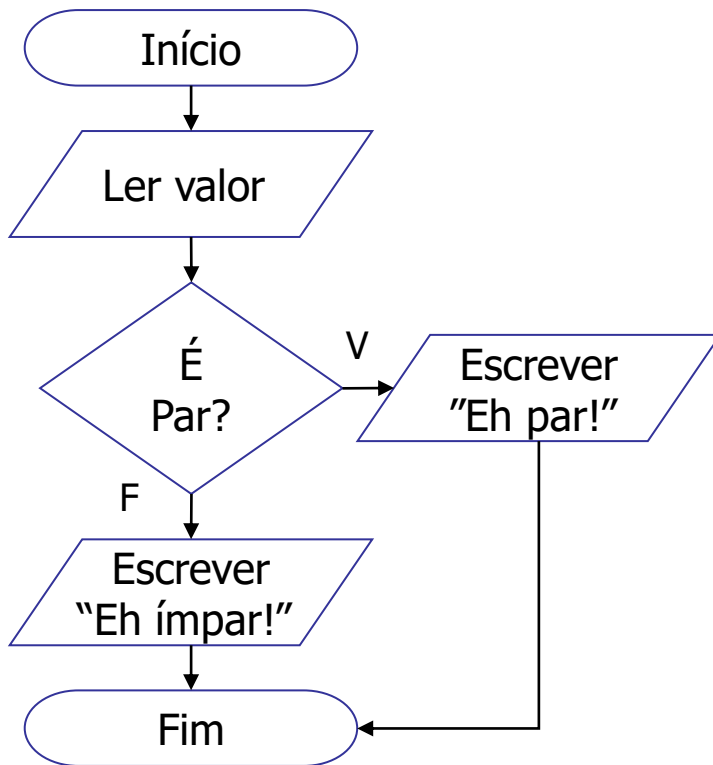 Início
Ler valor
É
Par?
V
Escrever
”Eh par!”
F
Escrever
“Eh ímpar!”
Fim